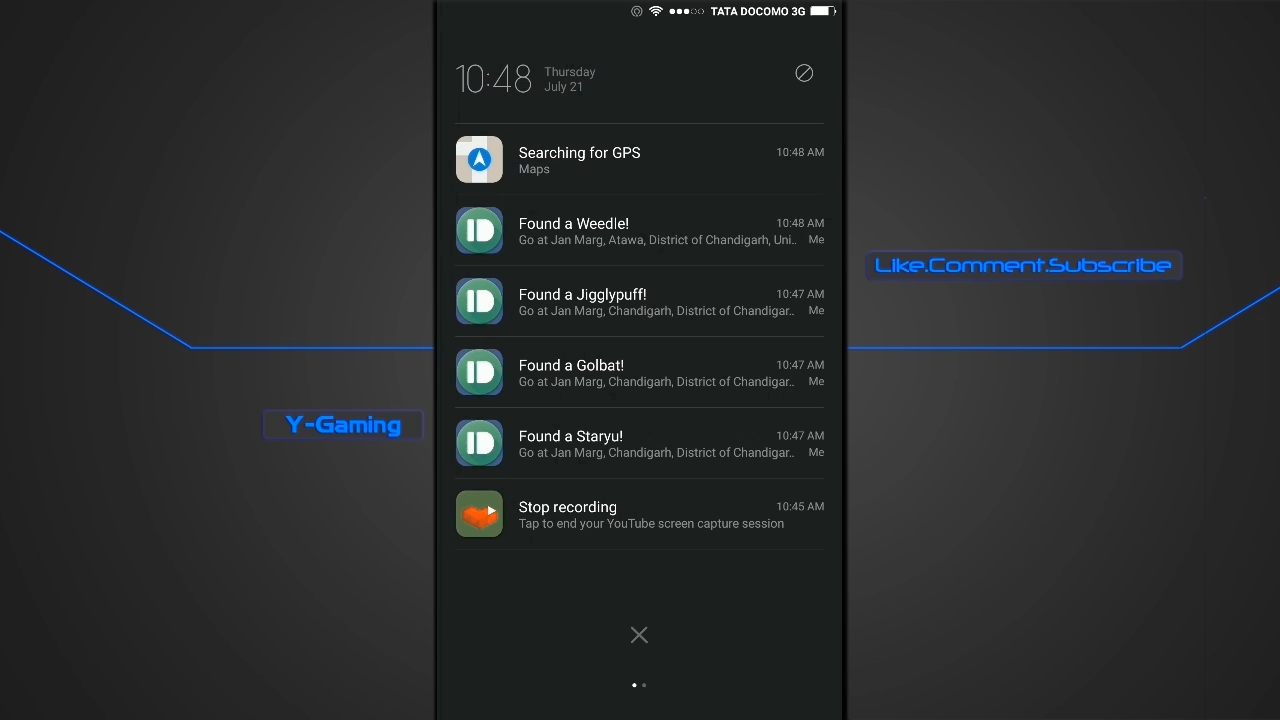 TATA DOCOMO 3G
10:48
Thursday
July 21
Searching for GPS
10:48 AM
Maps
Found a Weedle!
10:48 AM
Go at Jan Marg, Atawa, District of Chandigarh, Uni..
Me
Found a Jigglypuff!
10:47 AM
Go at Jan Marg, Chandigarh, District of Chandigar..
Me
Found a Golbat!
10:47 AM
Go at Jan Marg, Chandigarh, District of Chandigar..
Me
Found a Staryu!
10:47 AM
Go at Jan Marg, Chandigarh, District of Chandigar..
Me
Stop recording
10:45 AM
Tap to end your YouTube screen capture session
Like.Comment.Subscribe
Y-Gaming